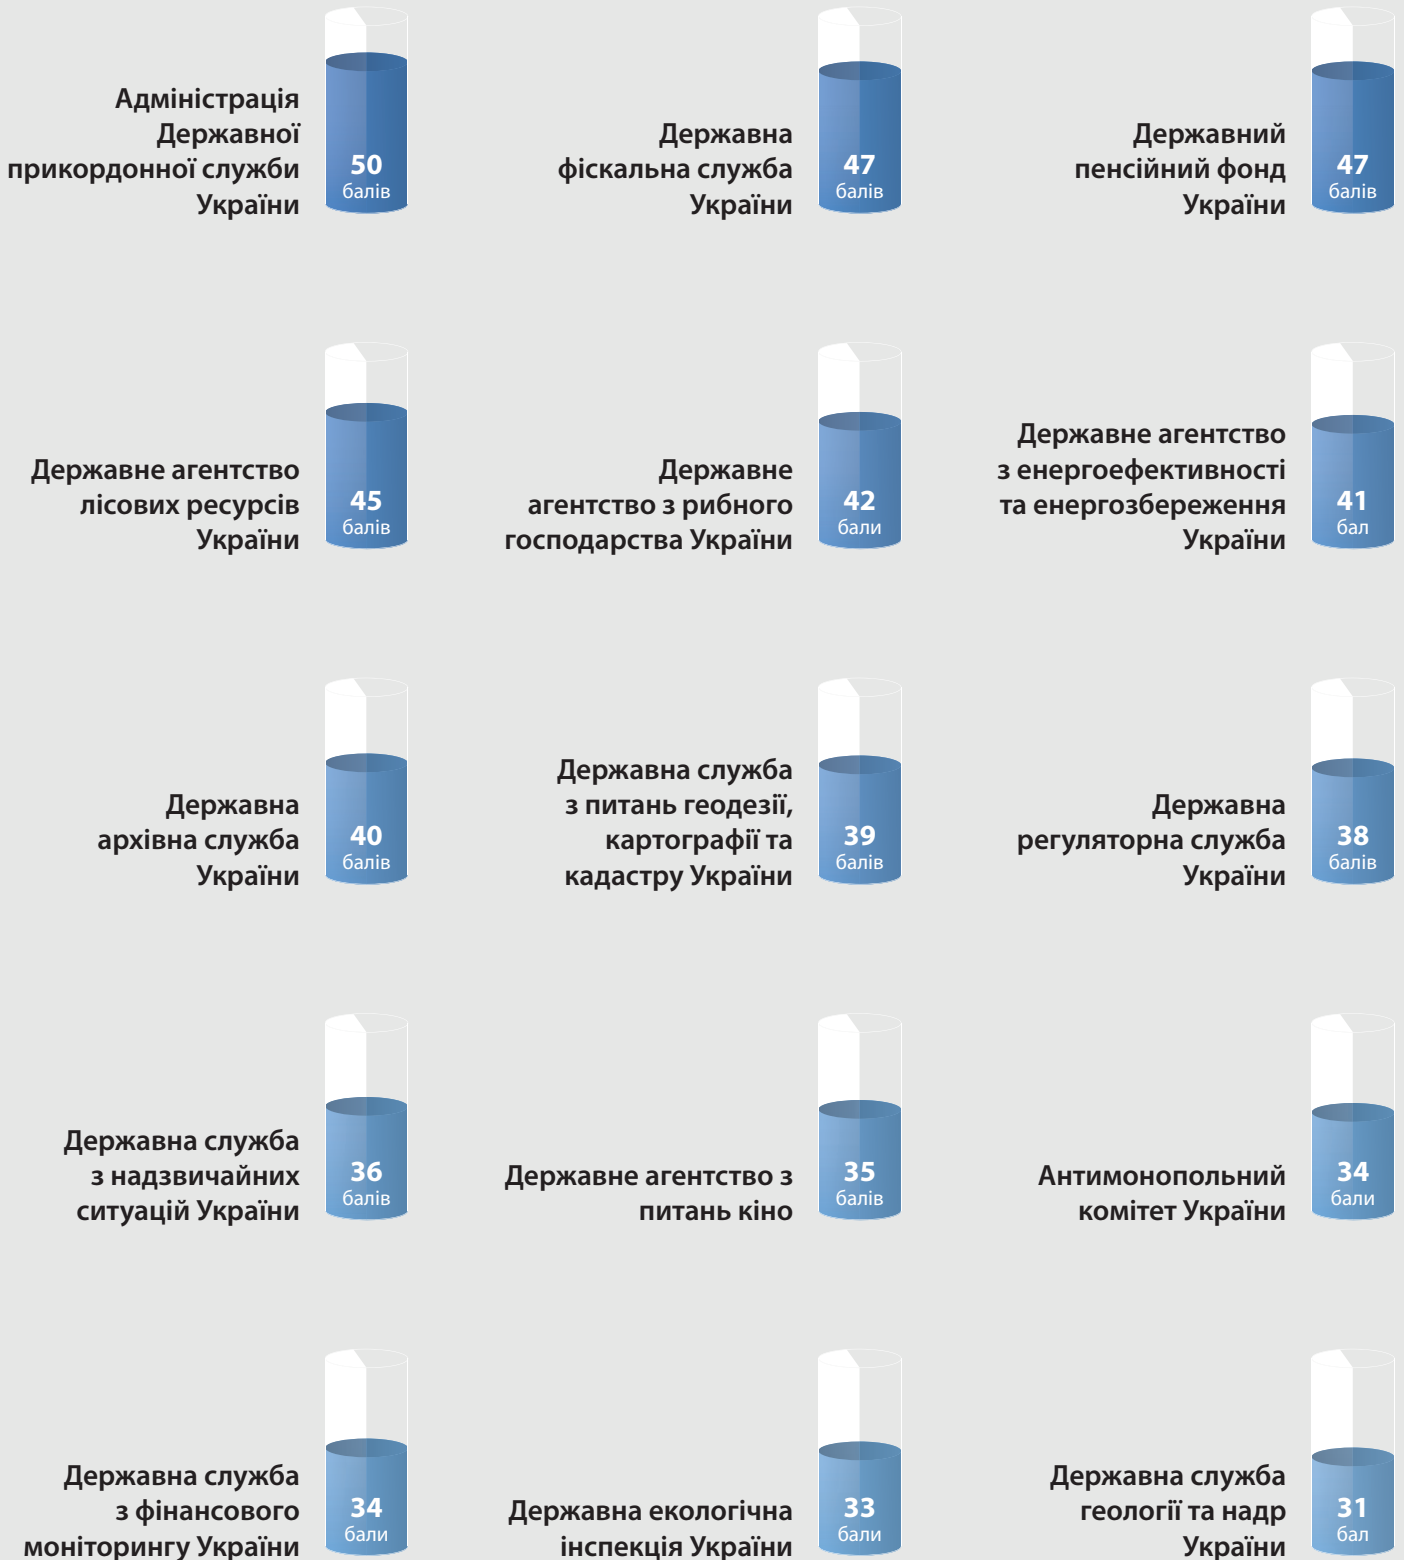 Адміністрація
Державної
прикордонної служби
України
50
балів
Державна
фіскальна служба
України
47
балів
Державний
пенсійний фонд
України
47
балів
Державне агентство
лісових ресурсів
України
45
балів
Державне
агентство з рибного
господарства України
42
бали
Державне агентство
з енергоефективності
та енергозбереження
України
41
бал
Державна
архівна служба
України
40
балів
Державна служба
з питань геодезії,
картографії та
кадастру України
39
балів
Державна
регуляторна служба
України
38
балів
Державна служба
з надзвичайних
ситуацій України
36
балів
Державне агентство з
питань кіно
35
балів
Антимонопольний
комітет України
34
бали
Державна служба
з фінансового
моніторингу України
34
бали
Державна екологічна
інспекція України
33
бали
Державна служба
геології та надр
України
31
бал